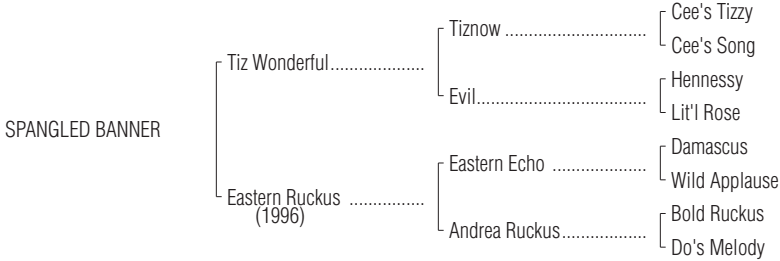 Cee's Tizzy
Tiznow ..............................
Cee's Song
Tiz Wonderful....................
Hennessy
Evil.....................................
Lit'l Rose
SPANGLED BANNER
Damascus
Eastern Echo ....................
Wild Applause
Eastern Ruckus ................
(1996)
Bold Ruckus
Andrea Ruckus..................
Do's Melody